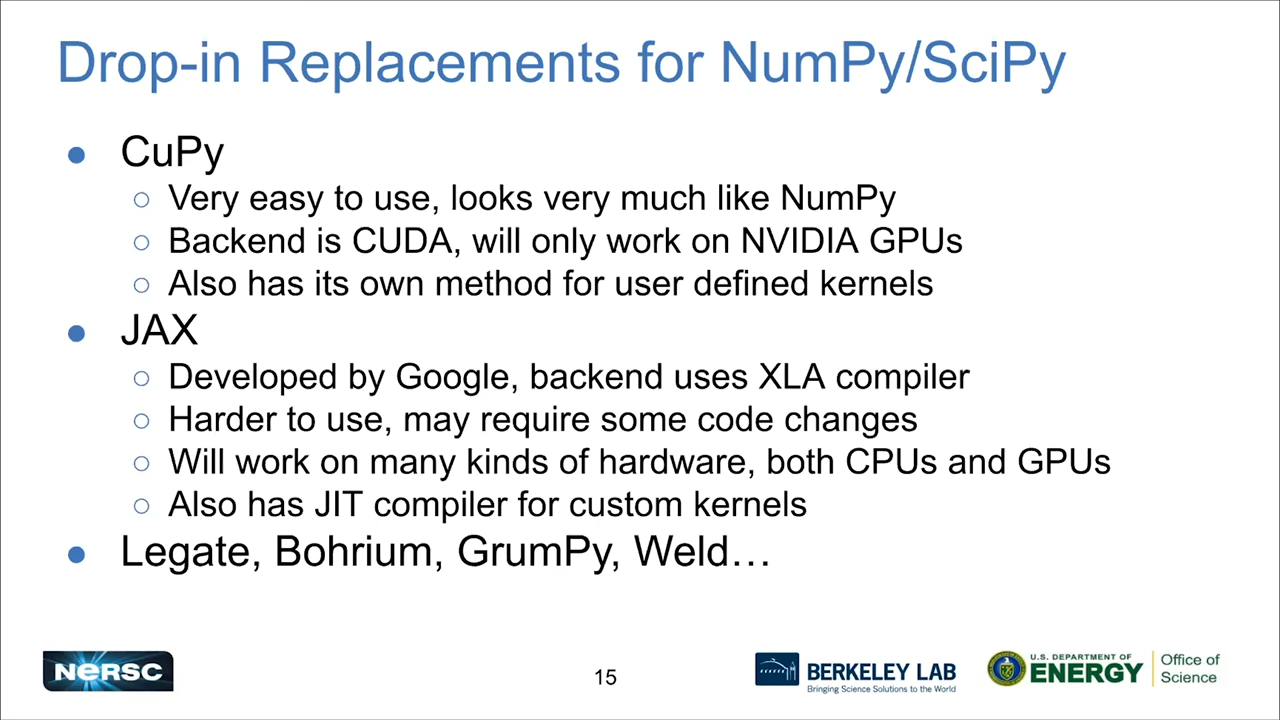 Drop-in Replacements for NumPy/SciPy
● CuPy
○ Very easy to use, looks very much like NumPy
○ Backend is CUDA, will only work on NVIDIA GPUs
○ Also has its own method for user defined kernels
● JAX
○ Developed by Google, backend uses XLA compiler
○ Harder to use, may require some code changes
○ Will work on many kinds of hardware, both CPUs and GPUs
○ Also has JIT compiler for custom kernels
● Legate, Bohrium, GrumPy, Weld…
NERSC
15
BERKELEY LAB
Bringing Science Solutions to the World
U.S. DEPARTMENT OF
ENERGY
Office of
Science